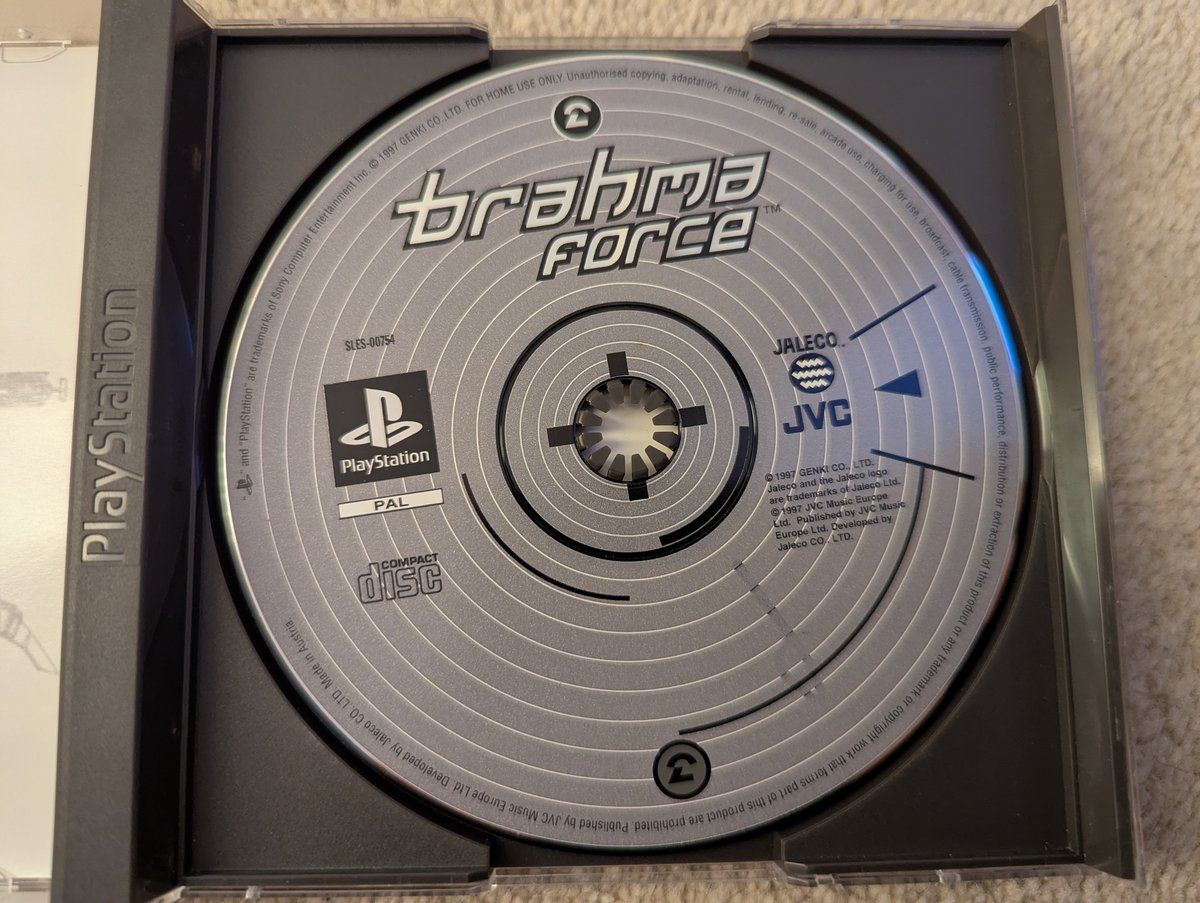 PlayStation
"PS" and "PlayStation" are trademarks of Sony Computer Entertainment Inc. © 1997 GENKI CO.,LTD. FOR HOME USE ONLY. Unauthorised copying, adaptation, rental, lending, re-sale, arcade use, charging for use, broadcast, cable transmission, public performance, distribution or extraction of this product or any trademark or copyright work that forms part of this product are prohibited. Published by JVC Music Europe Ltd. Developed by Jaleco CO., LTD. Made in Austria
brahma
force™
SLES-00754
PlayStation
PAL
COMPACT
disc
JALECO™
JVC
© 1997 GENKI CO., LTD.
Jaleco and the Jaleco logo
are trademarks of Jaleco Ltd.
© 1997 JVC Music Europe
Ltd. Published by JVC Music
Europe Ltd. Developed by
Jaleco CO., LTD.